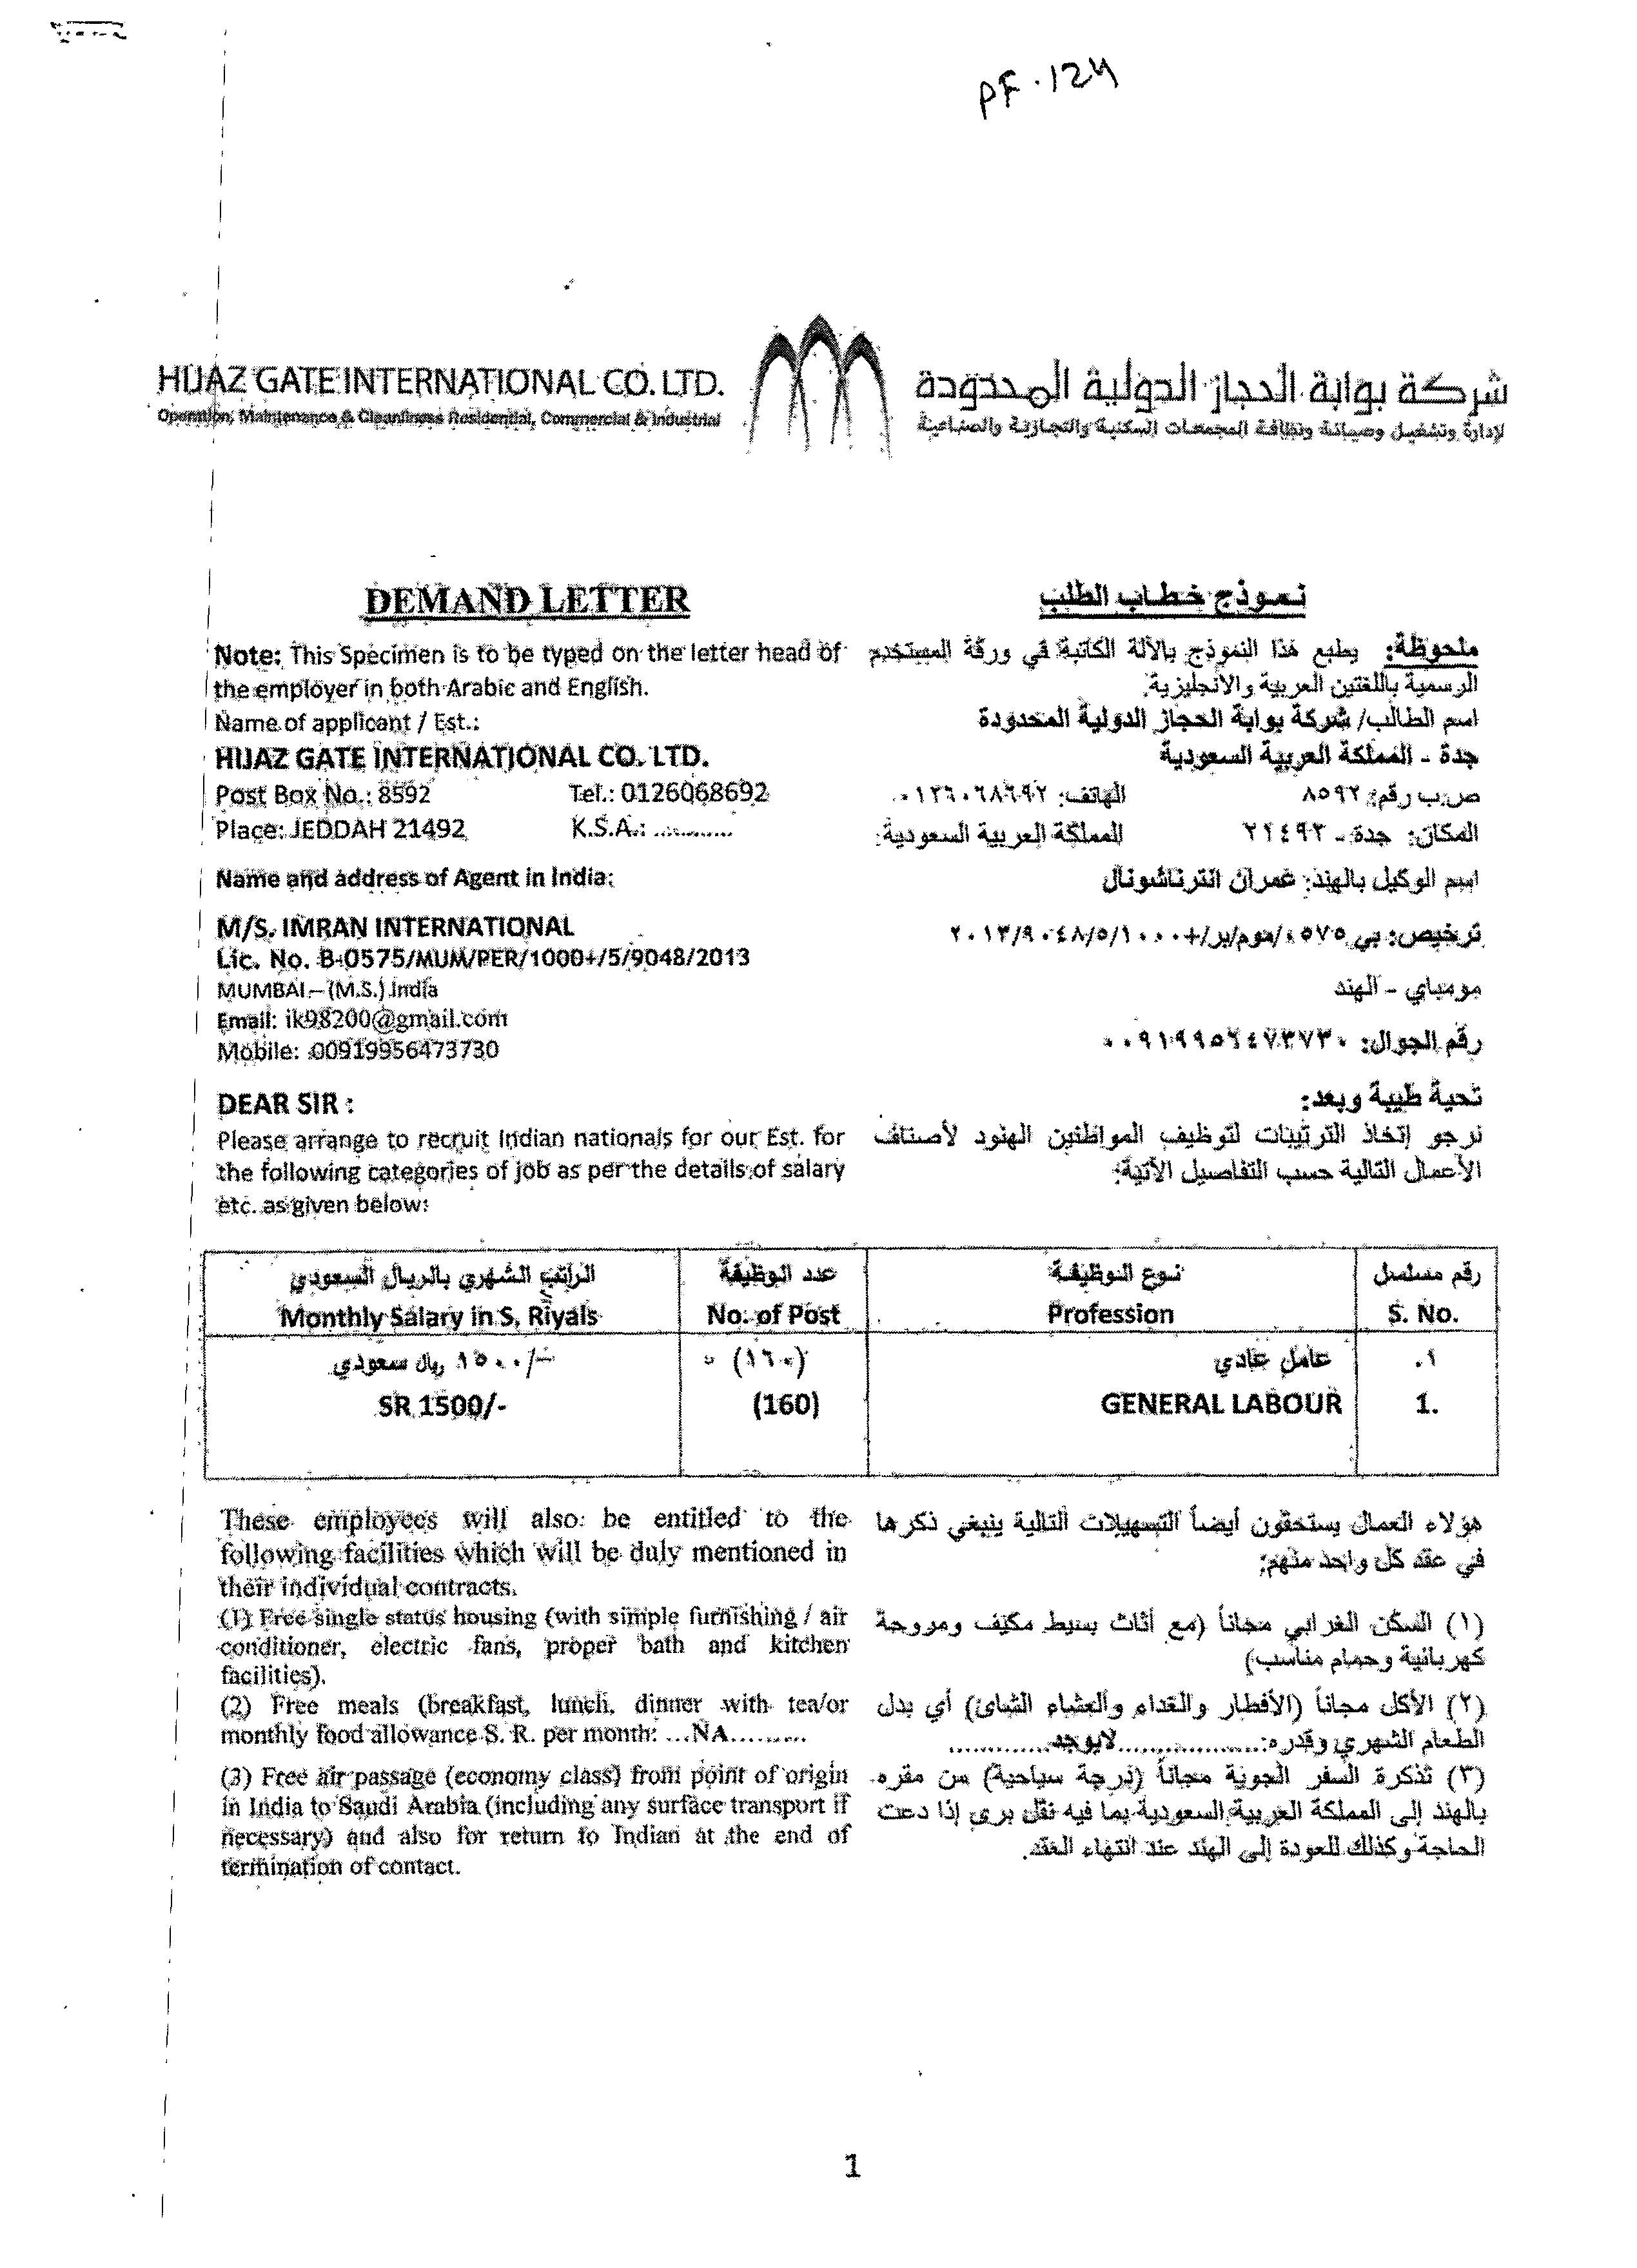 PF.124
HIJAZ GATE INTERNATIONAL CO. LTD.
Operation, Maintenance & Cleanliness Residential, Commercial & Industrial
شركة بوابة الحجاز الدولية المحدودة
لإدارة وتشغيل وصيانة ونظافة المجمعات السكنية والتجارية والصناعية
DEMAND LETTER
نموذج خطاب الطلب
Note: This Specimen is to be typed on the letter head of
the employer in both Arabic and English.
Name of applicant / Est.:
HIJAZ GATE INTERNATIONAL CO. LTD.
Post Box No.: 8592 Tel.: 0126068692
Place: JEDDAH 21492 K.S.A.: ...........
ملحوظة: يطبع هذا النموذج بالألة الكاتبة في ورقة المستخدم
الرسمية باللغتين العربية والأنجليزية.
اسم الطالب/ شركة بوابة الحجاز الدولية المحدودة
جدة - المملكة العربية السعودية
ص.ب رقم: ٨٥٩٢ الهاتف: ٠١٢٦٠٦٨٦٩٢
المكان: جدة - ٢١٤٩٢ المملكة العربية السعودية:
Name and address of Agent in India:
M/S. IMRAN INTERNATIONAL
Lic. No. B-0575/MUM/PER/1000+/5/9048/2013
MUMBAI – (M.S.) India
Email: ik98200@gmail.com
Mobile: 00919956473730
اسم الوكيل بالهند: عمران انترناشونال
ترخيص: بي ٠٥٧٥/موم/بر/+١٠٠٠/٥/٩٠٤٨/٢٠١٣
مومباي - الهند
رقم الجوال: ٠٠٩١٩٩٥٦٤٧٣٧٣٠
DEAR SIR :
Please arrange to recruit Indian nationals for our Est. for
the following categories of job as per the details of salary
etc. as given below:
تحية طيبة وبعد:
نرجو إتخاذ الترتيبات لتوظيف المواطنين الهنود لأصناف
الأعمال التالية حسب التفاصيل الأتية:
الراتب الشهري بالريال السعودي عدد الوظيفة نوع الوظيفة رقم مسلسل
Monthly Salary in S. Riyals No. of Post Profession S. No.
١٥٠٠/– ريال سعودي (١٦٠) عامل عادي ١.
SR 1500/- (160) GENERAL LABOUR 1.
These employees will also be entitled to the
following facilities which will be duly mentioned in
their individual contracts.
(1) Free single status housing (with simple furnishing / air
conditioner, electric fans, proper bath and kitchen
facilities).
(2) Free meals (breakfast, lunch, dinner with tea/or
monthly food allowance S. R. per month: ...NA.........
(3) Free air passage (economy class) from point of origin
in India to Saudi Arabia (including any surface transport if
necessary) and also for return to Indian at the end of
termination of contact.
هؤلاء العمال يستحقون أيضاً التسهيلات التالية ينبغي ذكرها
في عقد كل واحد منهم:
(١) السكن الغرابي مجاناً (مع أثاث بسيط مكيف ومروحة
كهربائية وحمام مناسب)
(٢) الأكل مجاناً (الأفطار والغداء والعشاء الشاي) أي بدل
الطعام الشهري وقدره:...................لايوجد.............
(٣) تذكرة السفر الجوية مجاناً (درجة سياحية) من مقره
بالهند إلى المملكة العربية السعودية بما فيه نقل بري إذا دعت
الحاجة وكذلك للعودة إلى الهند عند انتهاء العقد.
1